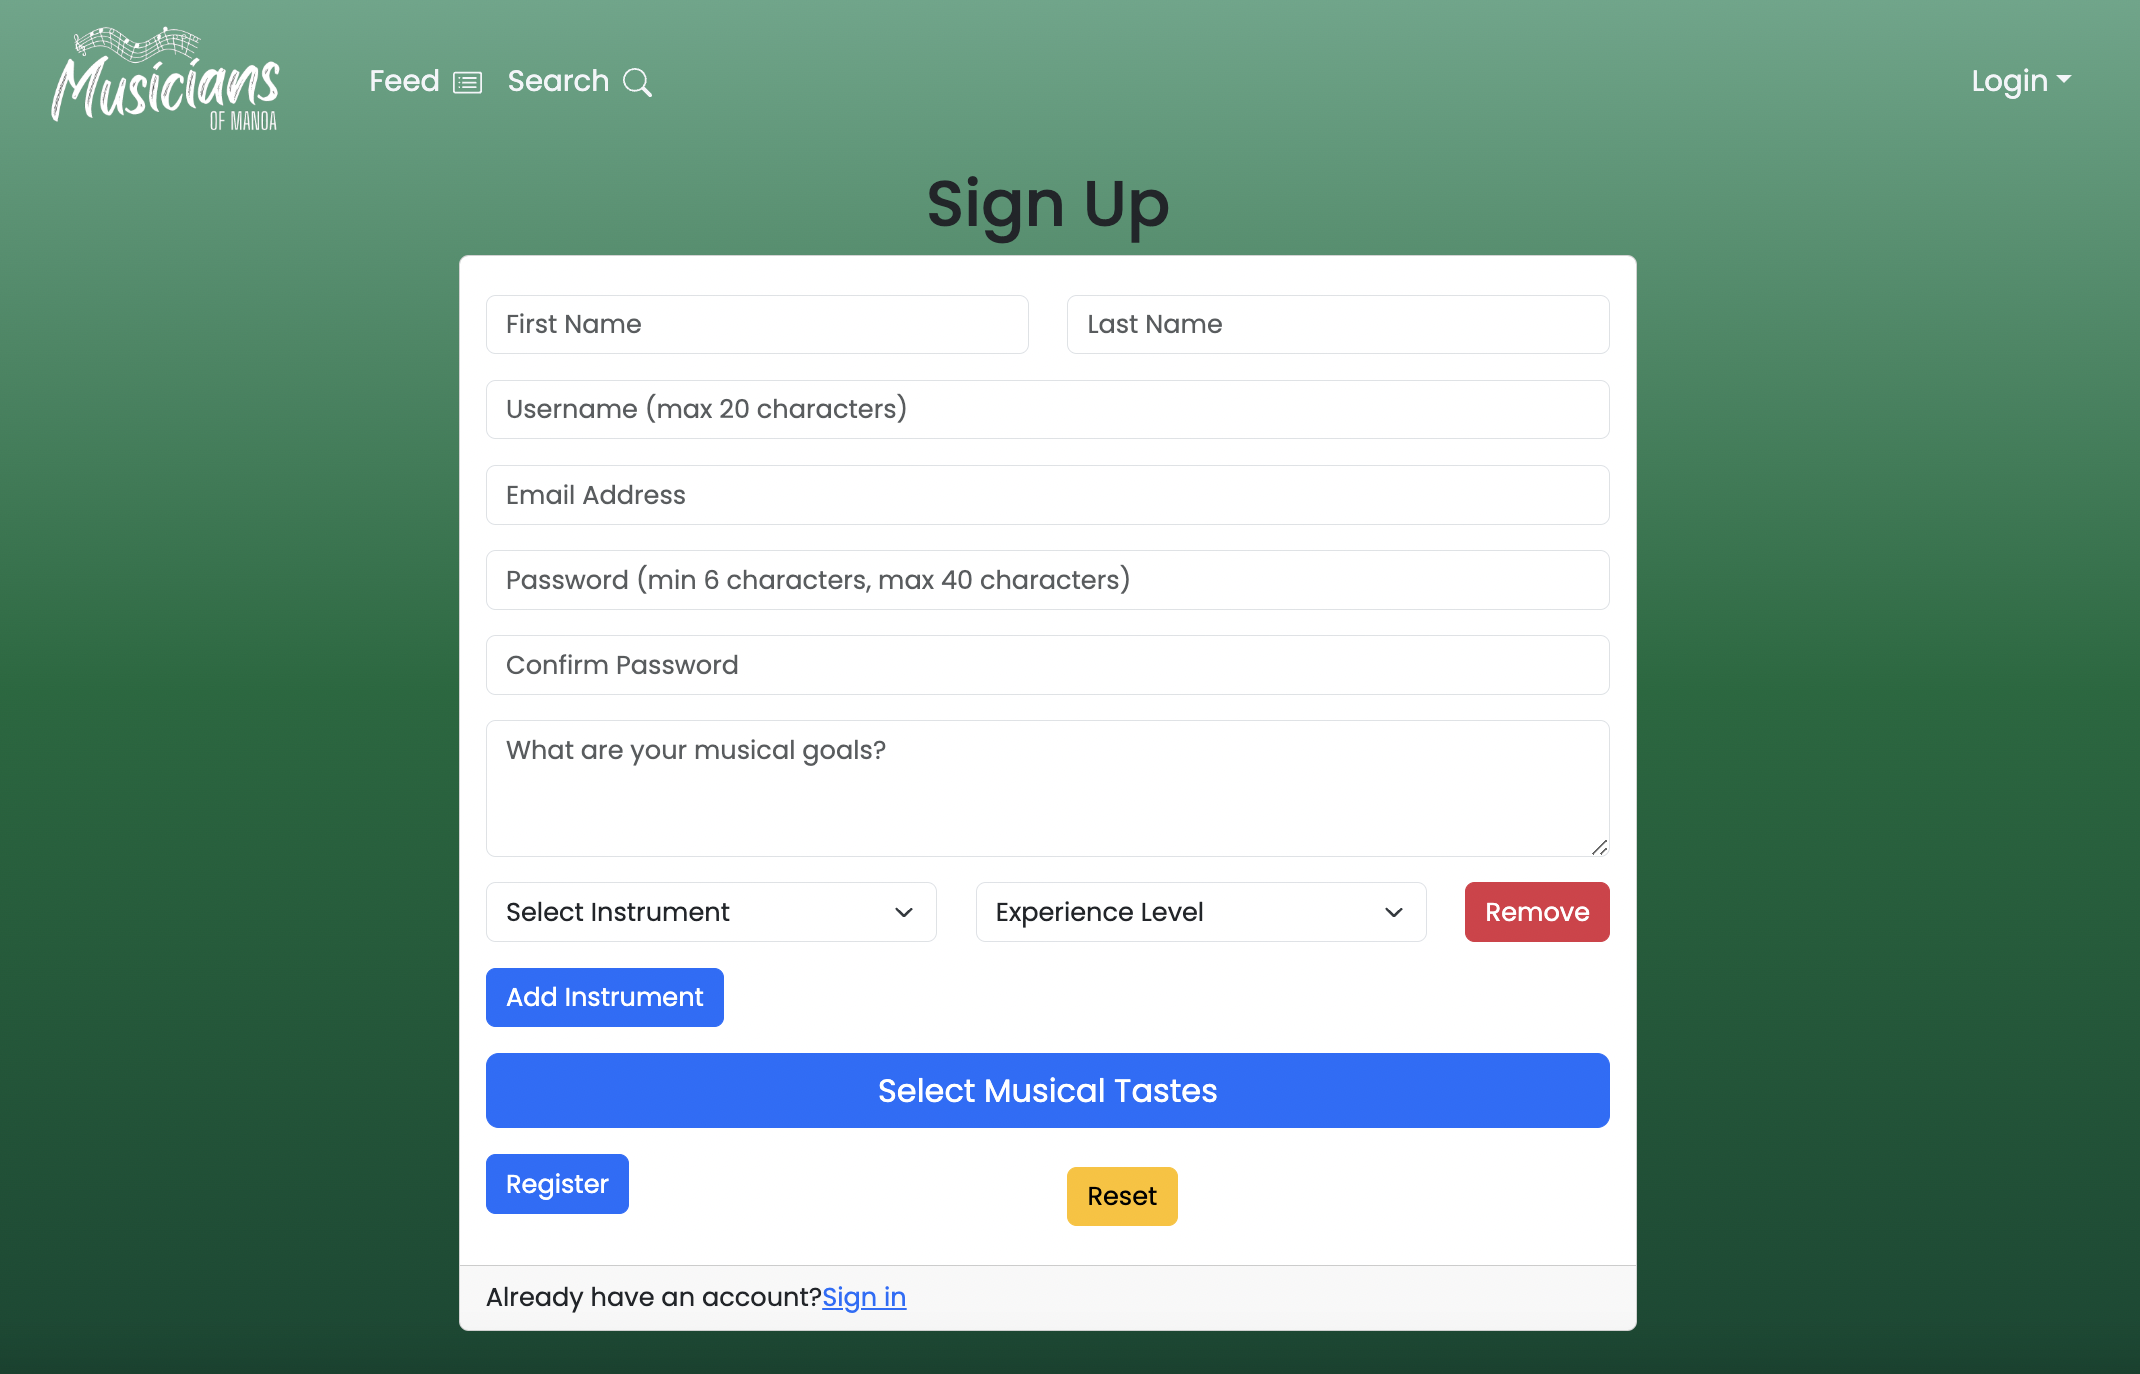 Musicians
OF MANOA
Feed Search Login
Sign Up
First Name Last Name
Username (max 20 characters)
Email Address
Password (min 6 characters, max 40 characters)
Confirm Password
What are your musical goals?
Select Instrument Experience Level Remove
Add Instrument
Select Musical Tastes
Register Reset
Already have an account?Sign in